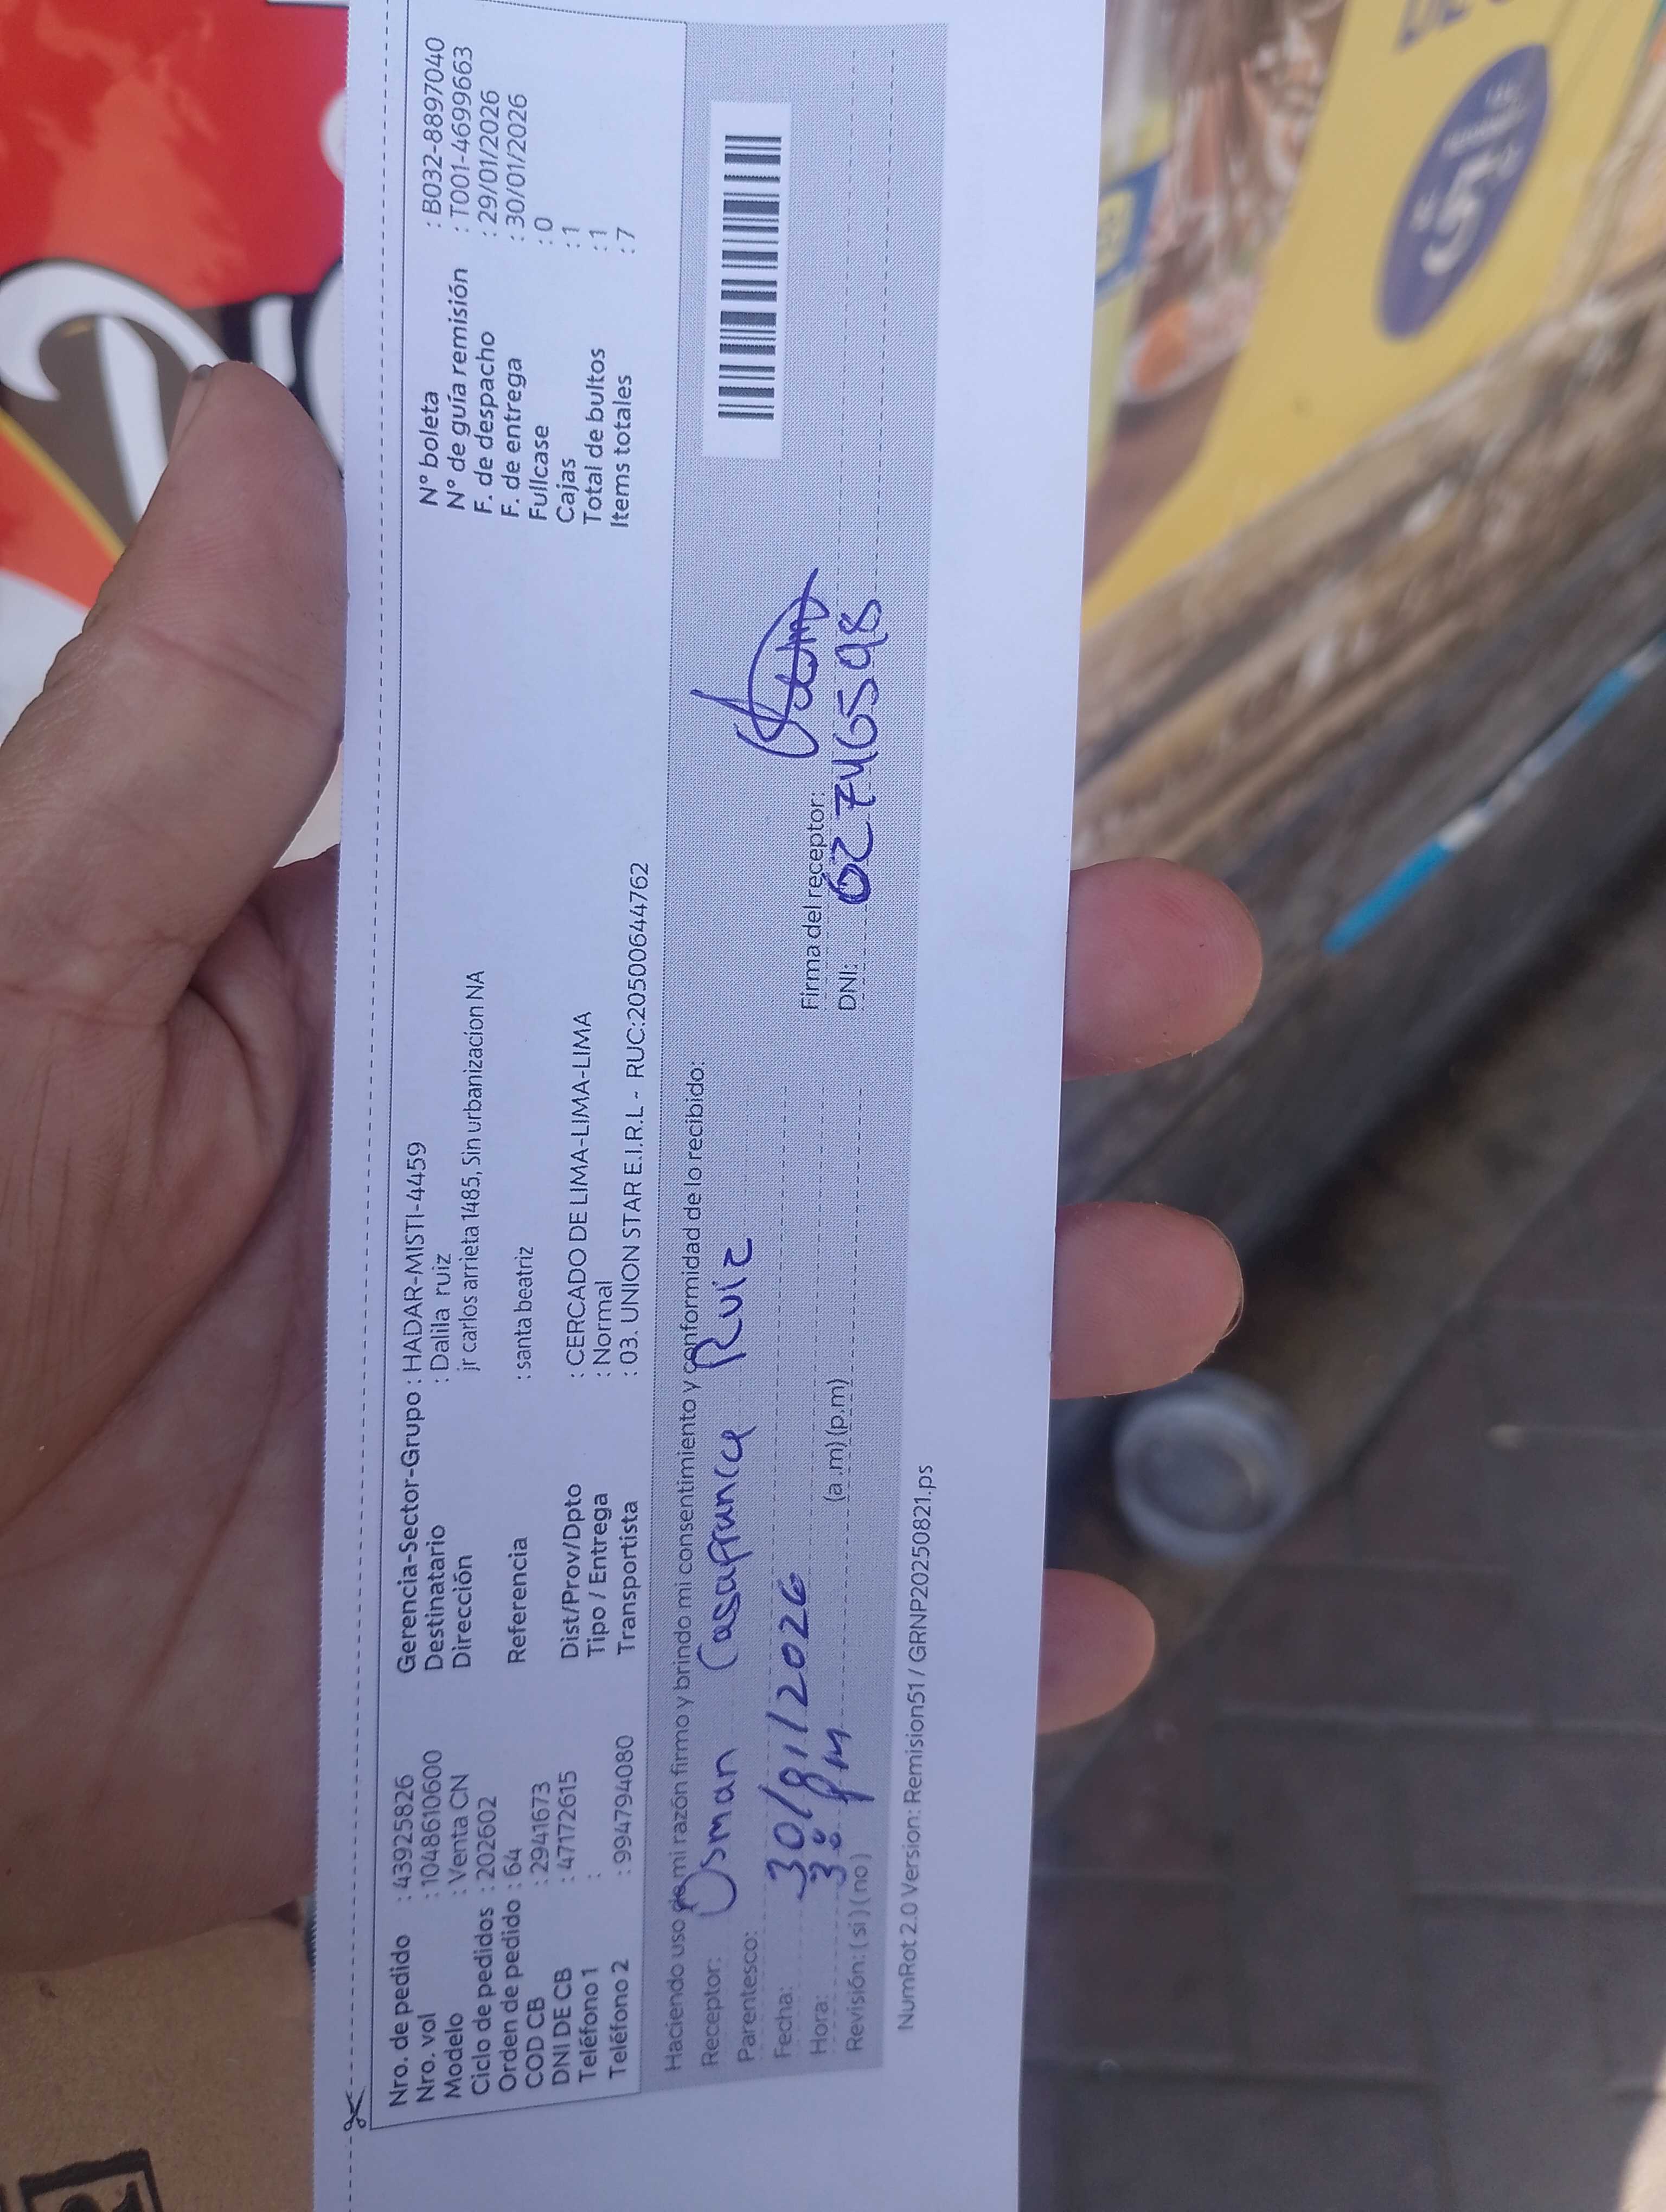 Nro. de pedido : 43925826
Nro. vol : 1048610600
Modelo : Venta CN
Ciclo de pedidos : 202602
Orden de pedido : 64
COD CB : 2941673
DNI DE CB : 47172615
Teléfono 1 :
Teléfono 2 : 994794080
Gerencia-Sector-Grupo : HADAR-MISTI-4459
Destinatario : Dalila ruiz
Dirección jr carlos arrieta 1485, Sin urbanizacion NA
Referencia : santa beatriz
Dist/Prov/Dpto : CERCADO DE LIMA-LIMA-LIMA
Tipo / Entrega : Normal
Transportista : 03. UNION STAR E.I.R.L - RUC:20500644762
N° boleta : B032-8897040
N° de guía remisión : T001-4699663
F. de despacho : 29/01/2026
F. de entrega : 30/01/2026
Fullcase : 0
Cajas : 1
Total de bultos : 1
Items totales : 7
Haciendo uso de mi razón firmo y brindo mi consentimiento y conformidad de lo recibido:
Receptor: Osman Casafranca Ruiz
Parentesco:
Fecha: 30/01/2026
Hora: pm (a.m) (p.m)
Revisión: ( si ) ( no )
Firma del receptor:
DNI:
NumRot 2.0 Version: Remision51 / GRNP20250821.ps